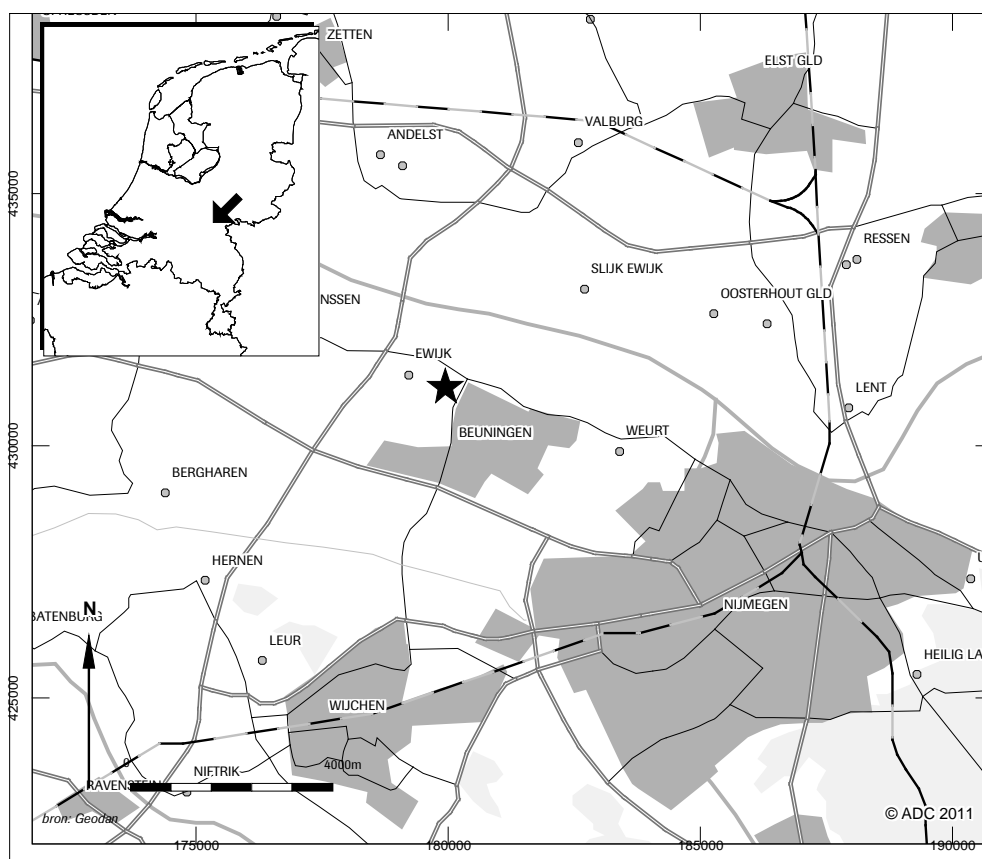 ZETTEN
ELST GLD
ANDELST
VALBURG
435000
RESSEN
SLIJK EWIJK
OOSTERHOUT GLD
NSSEN
EWIJK
LENT
BEUNINGEN
WEURT
430000
BERGHAREN
HERNEN
N
BATENBURG
NIJMEGEN
LEUR
HEILIG LA
425000
WIJCHEN
0
4000m
NIFTRIK
RAVENSTEIN
bron: Geodan
© ADC 2011
175000
180000
185000
190000